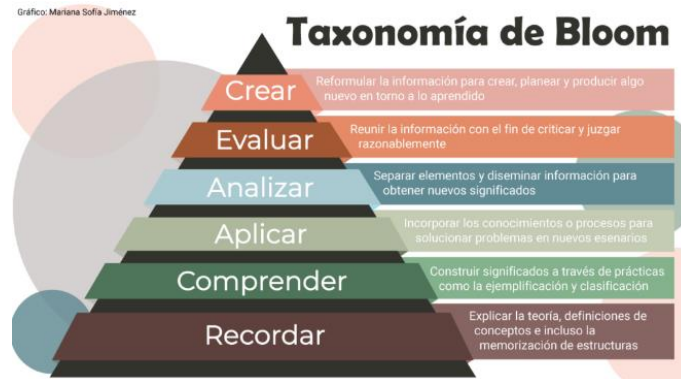 Gráfico: Mariana Sofía Jiménez
Taxonomía de Bloom
Crear
Reformular la información para crear, planear y producir algo
nuevo en torno a lo aprendido
Evaluar
Reunir la información con el fin de criticar y juzgar
razonablemente
Analizar
Separar elementos y diseminar información para
obtener nuevos significados
Aplicar
Incorporar los conocimientos o procesos para
solucionar problemas en nuevos esenarios
Comprender
Construir significados a través de prácticas
como la ejemplificación y clasificación
Recordar
Explicar la teoría, definiciones de
conceptos e incluso la
memorización de estructuras